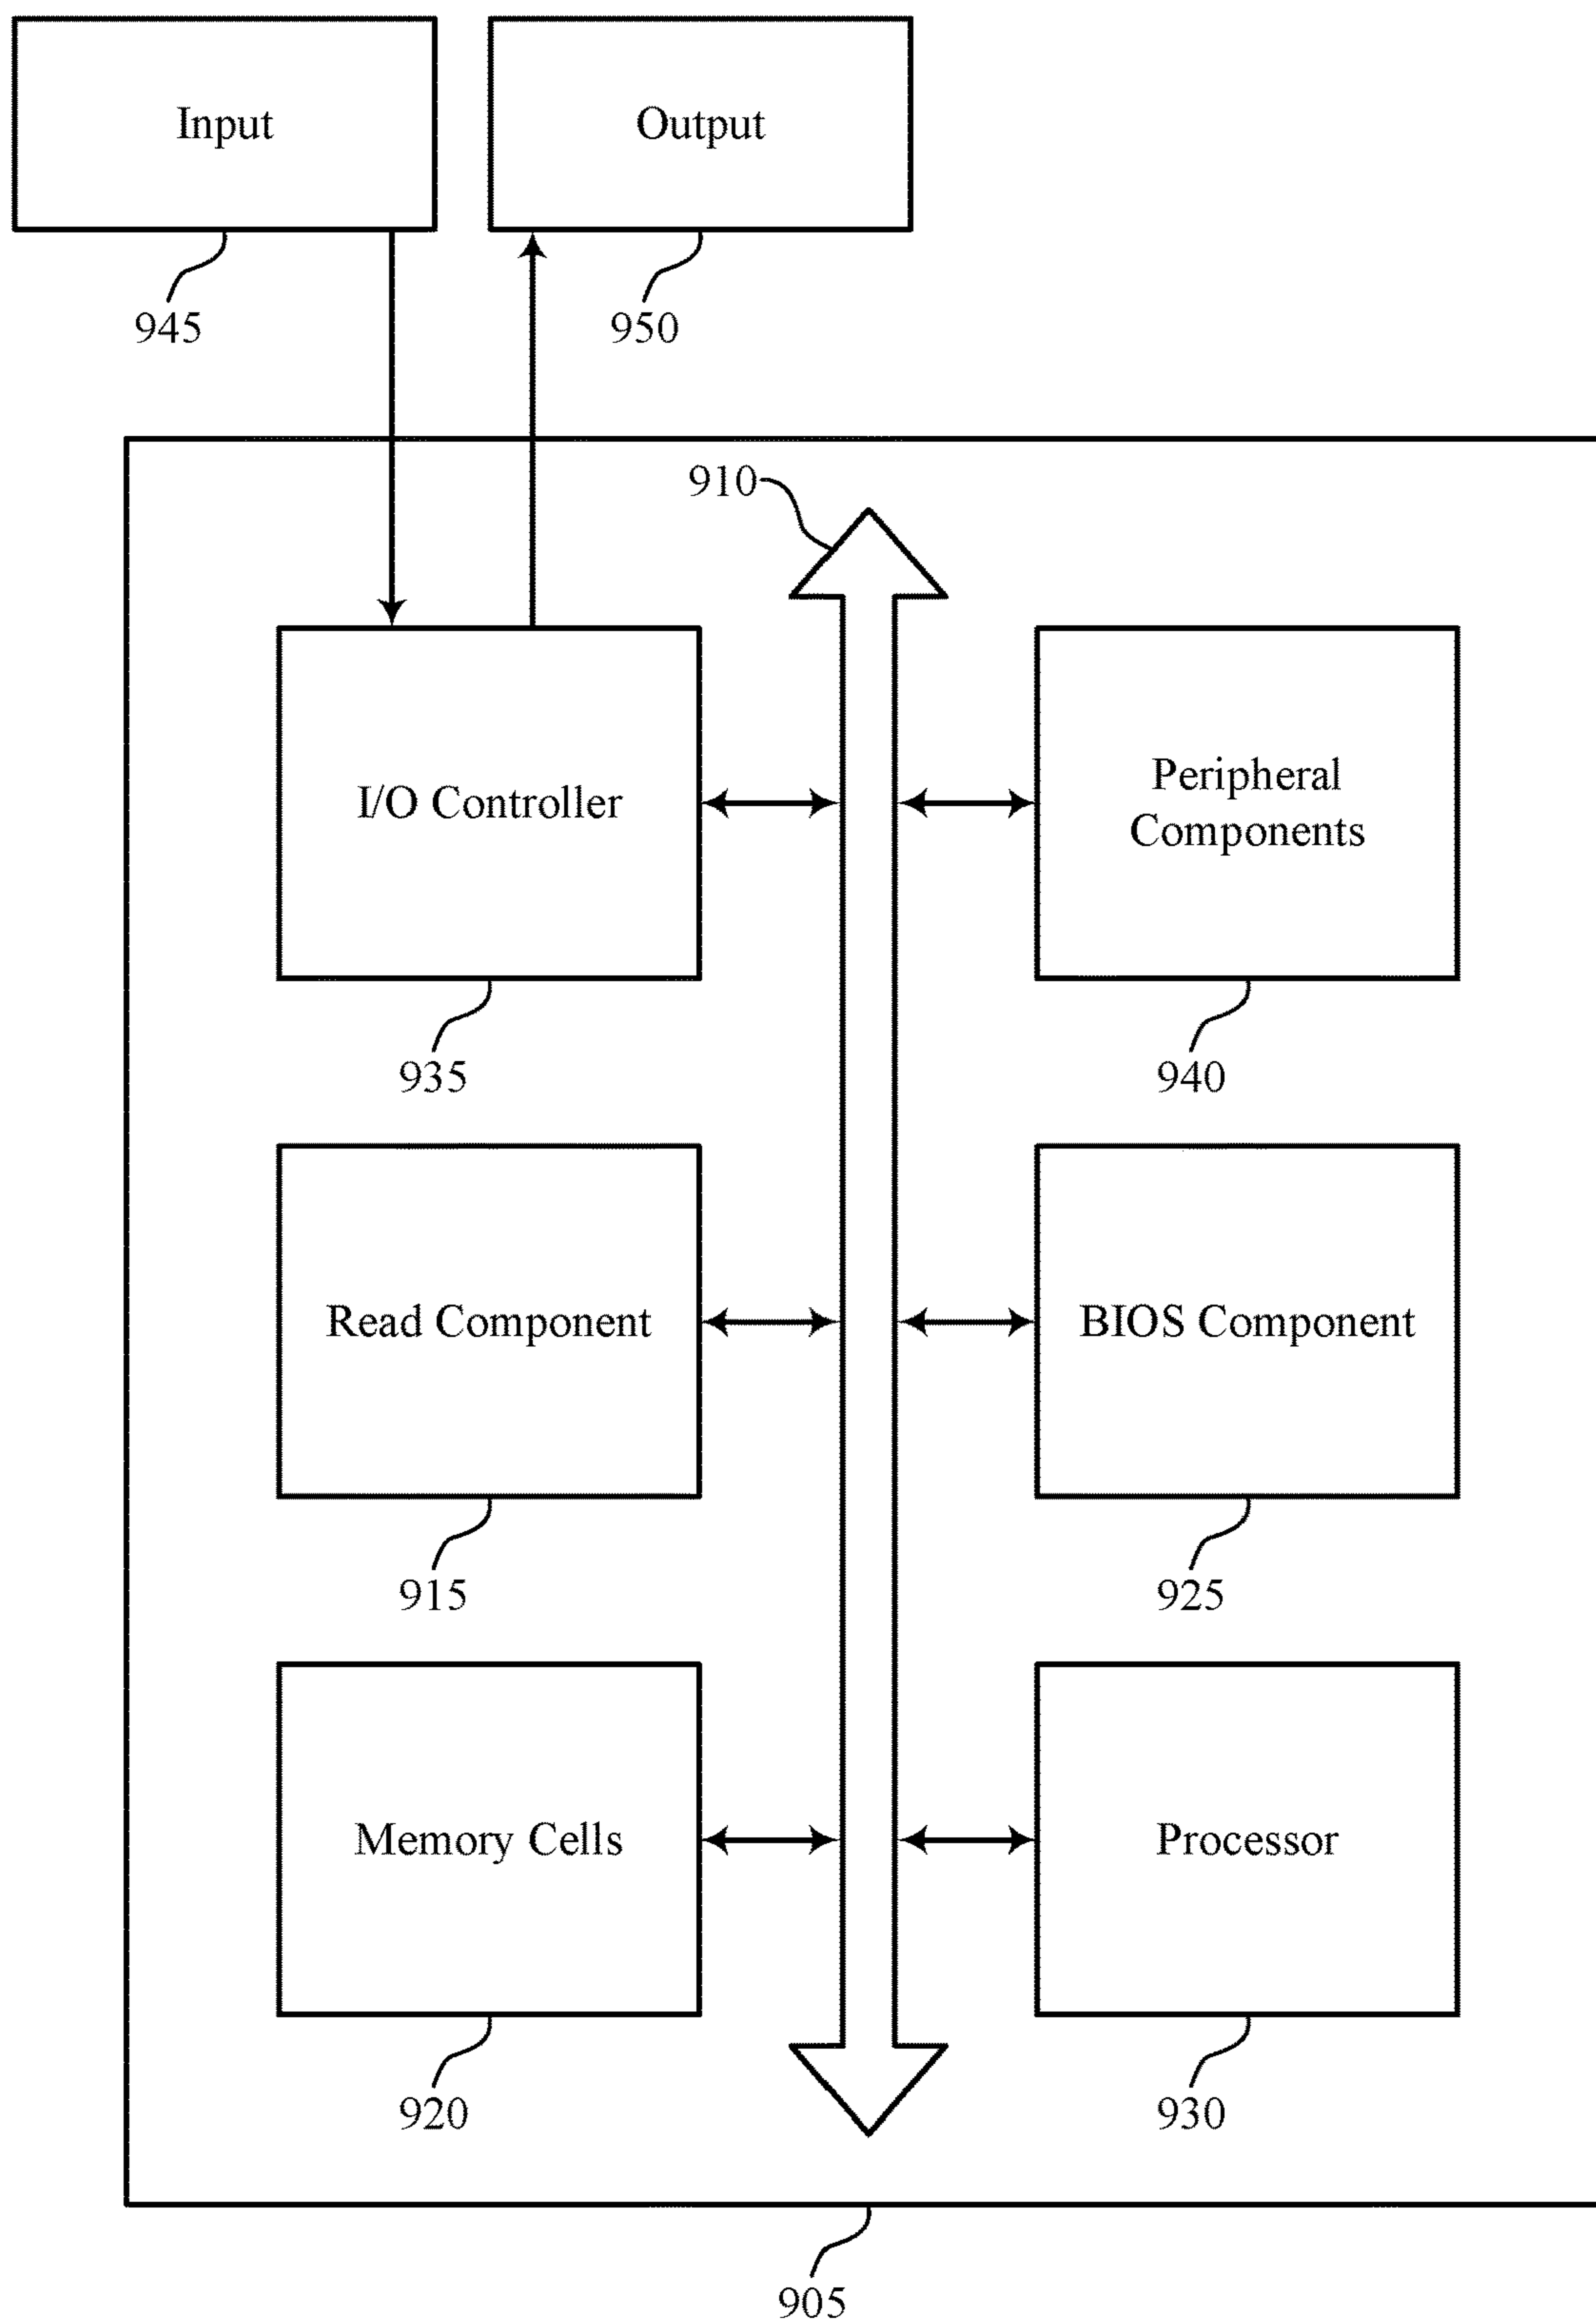 Input
Output
945
950
910
I/O Controller
Peripheral
Components
935
940
Read Component
BIOS Component
915
925
Memory Cells
Processor
920
930
905